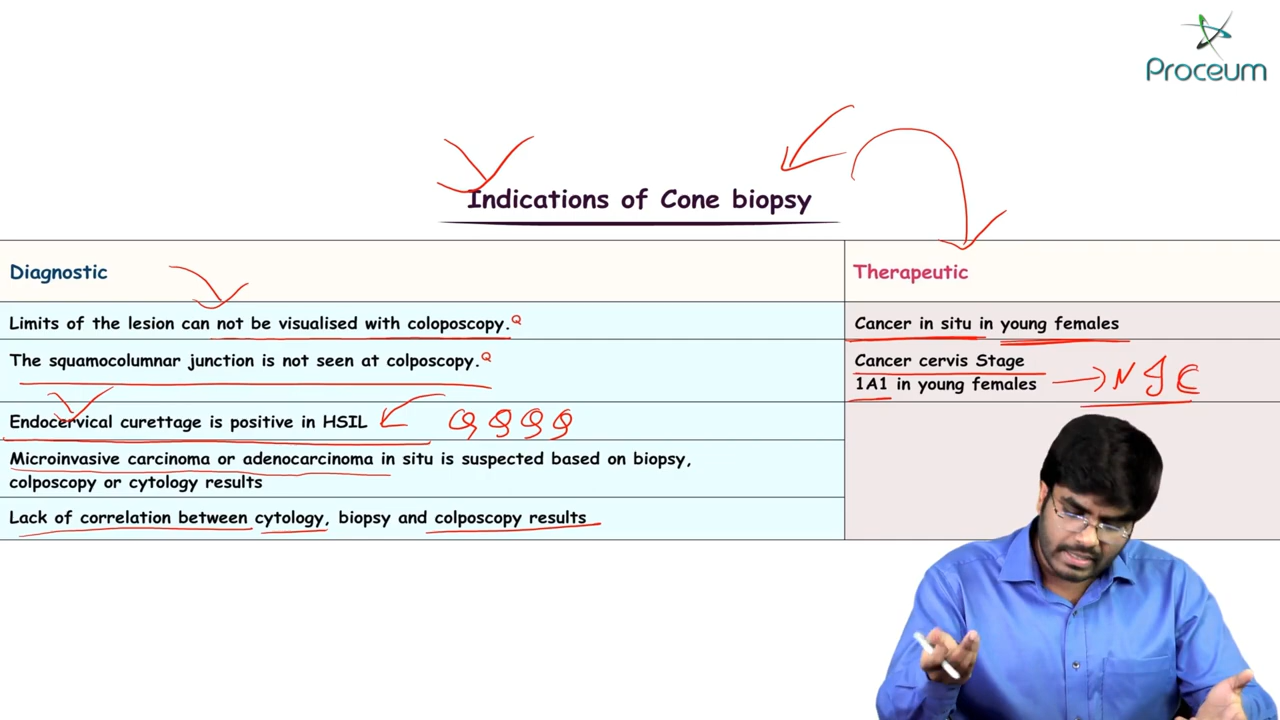 Proceum
Indications of Cone biopsy
Diagnostic
Therapeutic
Limits of the lesion can not be visualised with coloposcopy.Q
Cancer in situ in young females
The squamocolumnar junction is not seen at colposcopy.Q
Cancer cervis Stage
1A1 in young females
Endocervical curettage is positive in HSIL
Q Q Q Q
Microinvasive carcinoma or adenocarcinoma in situ is suspected based on biopsy,
colposcopy or cytology results
Lack of correlation between cytology, biopsy and colposcopy results